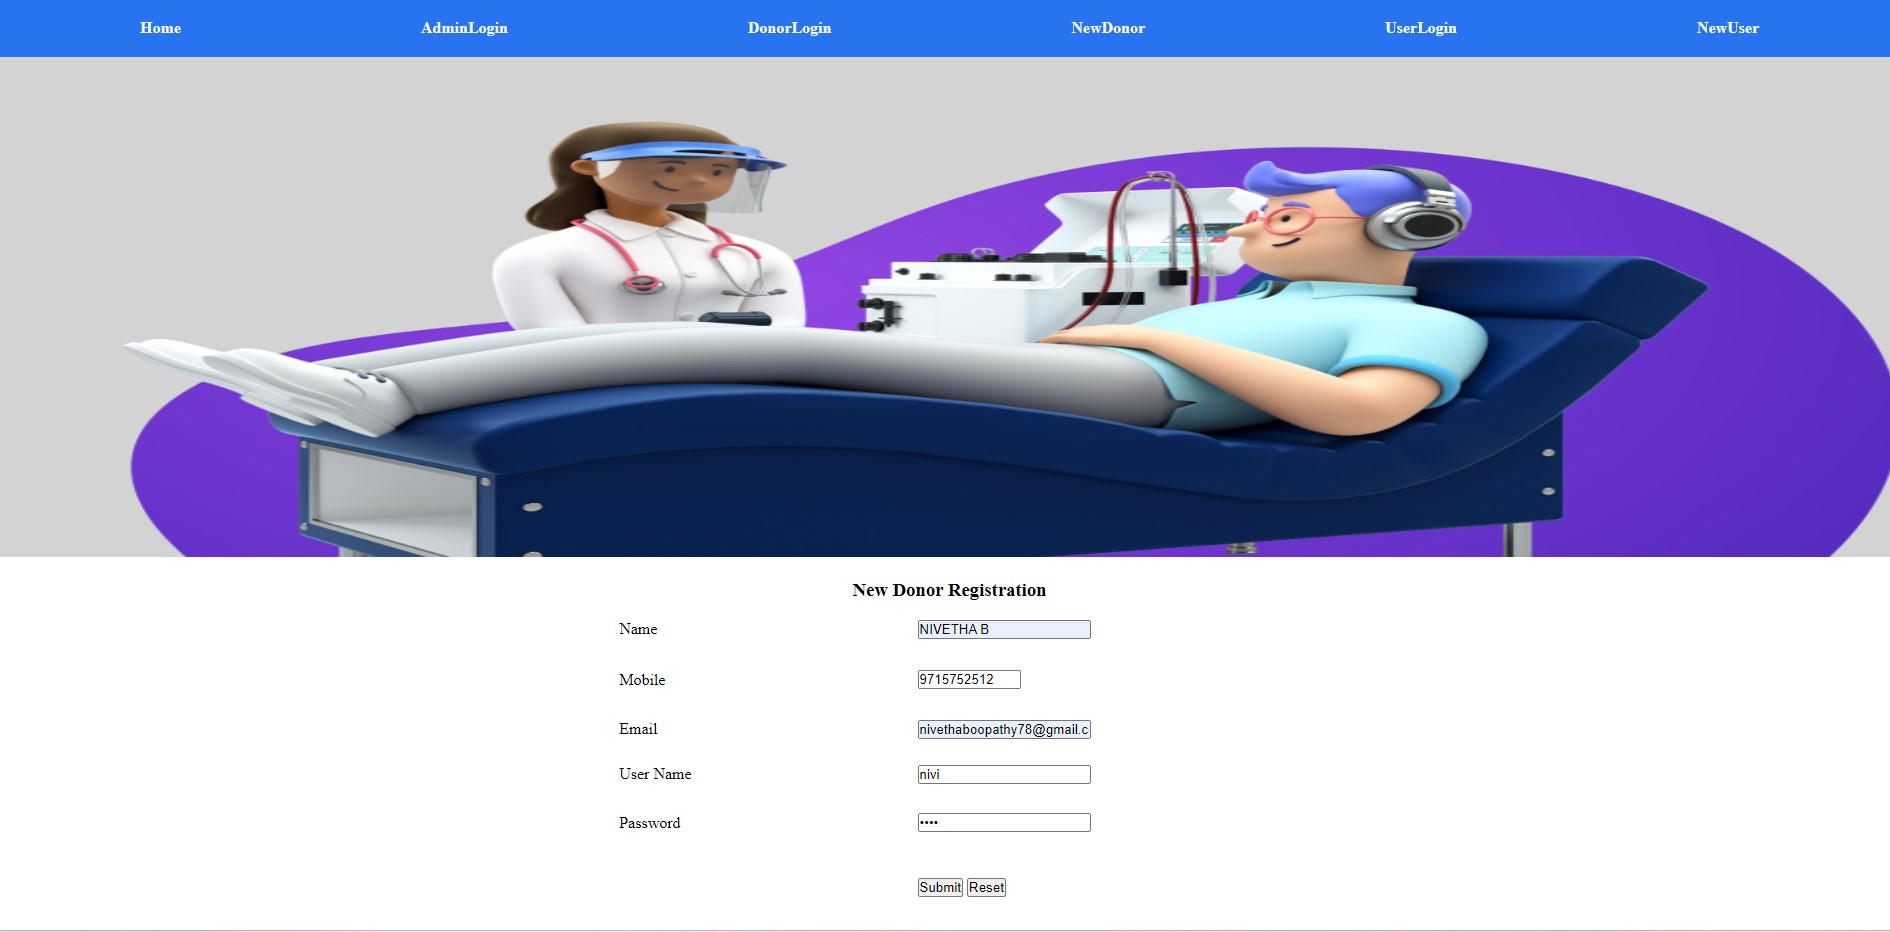 Home AdminLogin DonorLogin NewDonor UserLogin NewUser
New Donor Registration
Name NIVETHA B
Mobile 9715752512
Email nivethaboopathy78@gmail.c
User Name nivi
Password ••••
Submit Reset